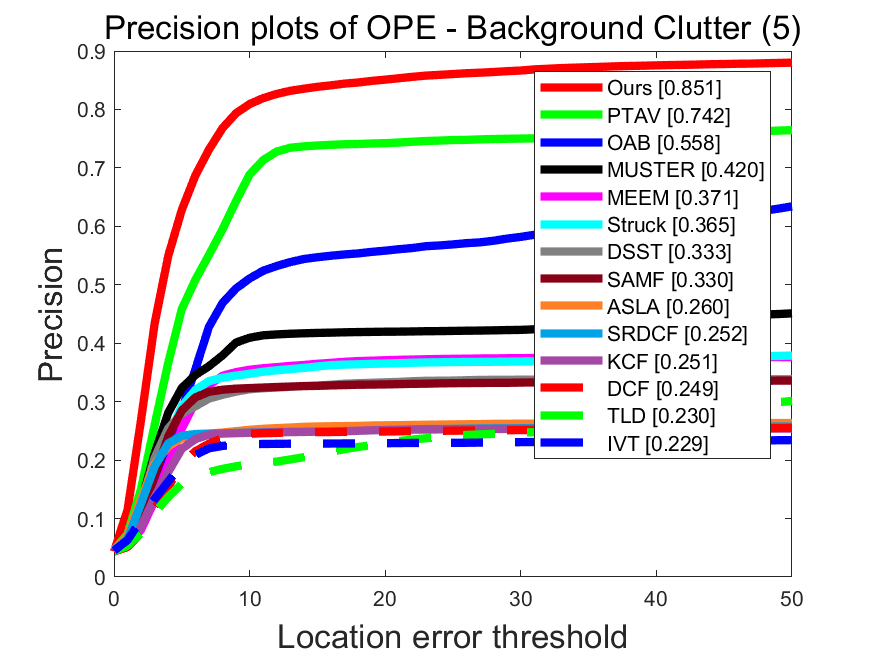 Precision plots of OPE - Background Clutter (5)
0.9
0.8
0.7
0.6
0.5
0.4
0.3
0.2
0.1
0
Precision
Ours [0.851]
PTAV [0.742]
OAB [0.558]
MUSTER [0.420]
MEEM [0.371]
Struck [0.365]
DSST [0.333]
SAMF [0.330]
ASLA [0.260]
SRDCF [0.252]
KCF [0.251]
DCF [0.249]
TLD [0.230]
IVT [0.229]
0 10 20 30 40 50
Location error threshold